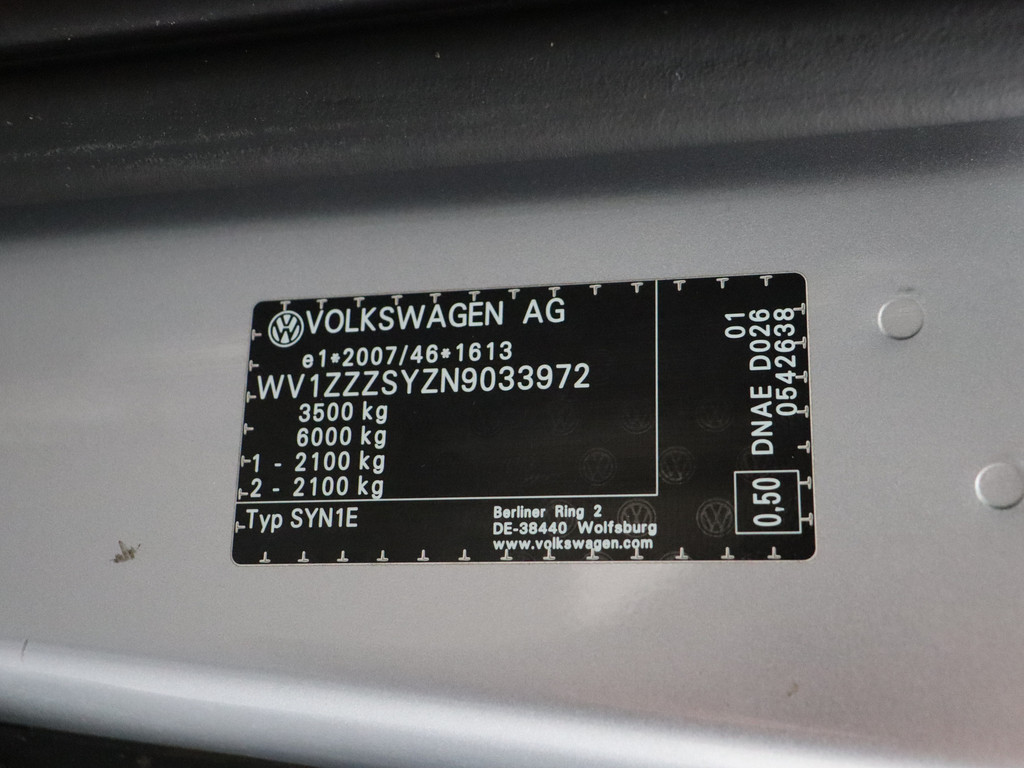 VOLKSWAGEN AG
e1*2007/46*1613
WV1ZZZSYZN9033972
3500 kg
6000 kg
1 - 2100 kg
2 - 2100 kg
Typ SYN1E
Berliner Ring 2
DE-38440 Wolfsburg
www.volkswagen.com
01
DNAE D026
0542638
0,50